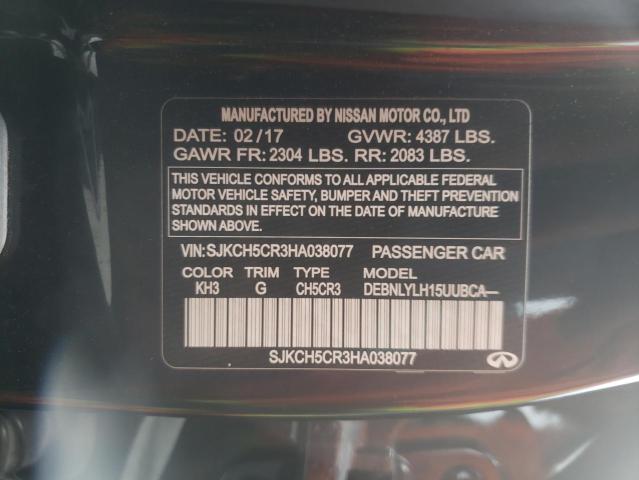 MANUFACTURED BY NISSAN MOTOR CO., LTD
DATE: 02/17 GVWR: 4387 LBS.
GAWR FR: 2304 LBS. RR: 2083 LBS.
THIS VEHICLE CONFORMS TO ALL APPLICABLE FEDERAL
MOTOR VEHICLE SAFETY, BUMPER AND THEFT PREVENTION
STANDARDS IN EFFECT ON THE DATE OF MANUFACTURE
SHOWN ABOVE.
VIN:SJKCH5CR3HA038077 PASSENGER CAR
COLOR TRIM TYPE MODEL
KH3 G CH5CR3 DEBNLYLH15UUBCA—
SJKCH5CR3HA038077